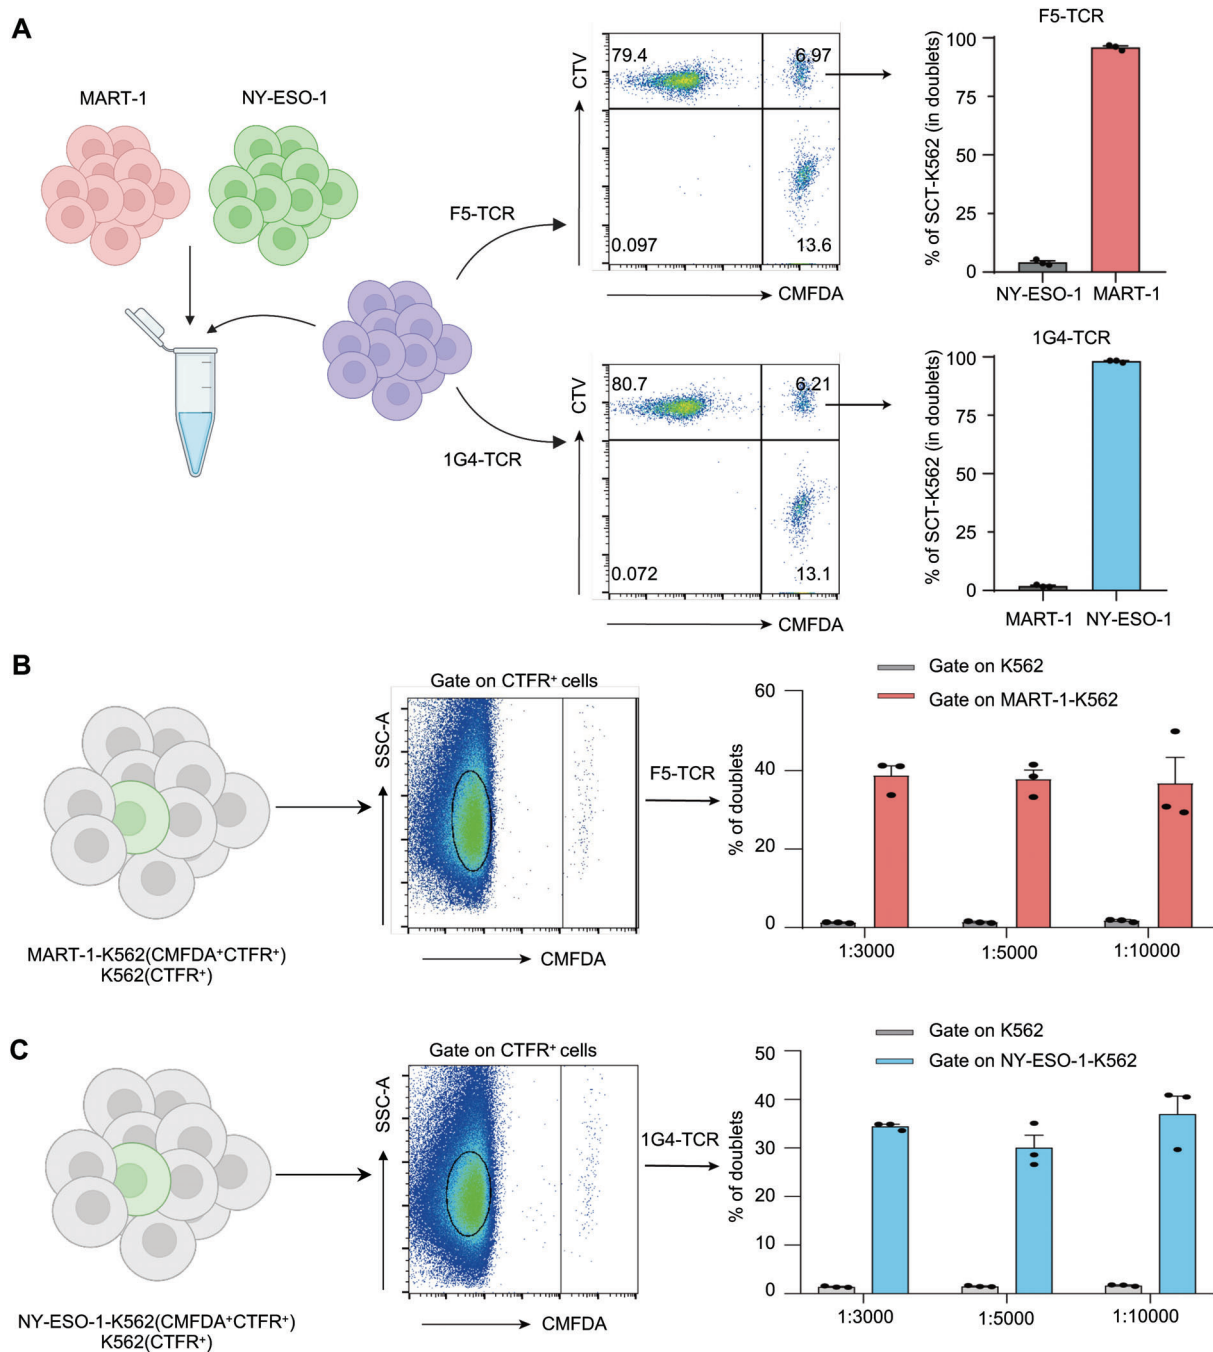 A
MART-1
NY-ESO-1
F5-TCR
1G4-TCR
CTV
79.4
6.97
0.097
13.6
CMFDA
F5-TCR
% of SCT-K562 (in doublets)
100
75
50
25
0
NY-ESO-1
MART-1
CTV
80.7
6.21
0.072
13.1
CMFDA
1G4-TCR
% of SCT-K562 (in doublets)
100
75
50
25
0
MART-1
NY-ESO-1
B
MART-1-K562(CMFDA⁺CTFR⁺)
K562(CTFR⁺)
Gate on CTFR⁺ cells
SSC-A
CMFDA
F5-TCR
Gate on K562
Gate on MART-1-K562
% of doublets
60
40
20
0
1:3000
1:5000
1:10000
C
NY-ESO-1-K562(CMFDA⁺CTFR⁺)
K562(CTFR⁺)
Gate on CTFR⁺ cells
SSC-A
CMFDA
1G4-TCR
Gate on K562
Gate on NY-ESO-1-K562
% of doublets
50
40
30
20
10
0
1:3000
1:5000
1:10000